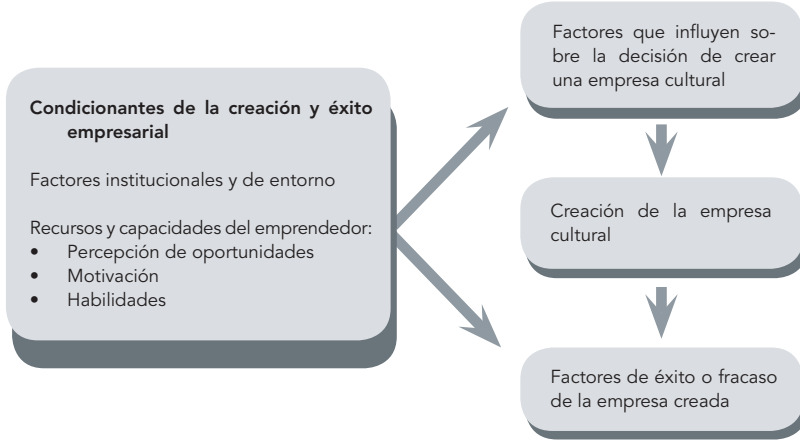 Condicionantes de la creación y éxito
empresarial
Factores institucionales y de entorno
Recursos y capacidades del emprendedor:
• Percepción de oportunidades
• Motivación
• Habilidades
Factores que influyen so-
bre la decisión de crear
una empresa cultural
Creación de la empresa
cultural
Factores de éxito o fracaso
de la empresa creada